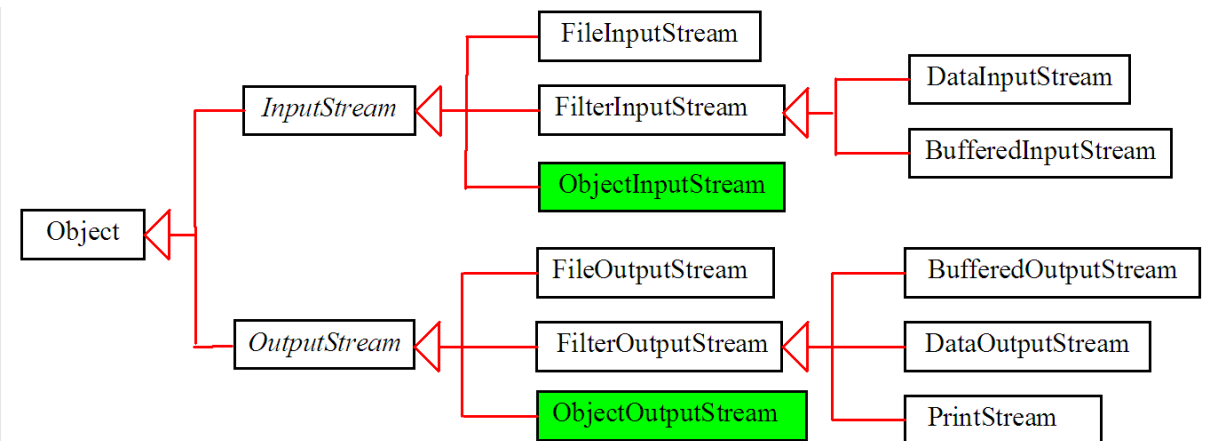 FileInputStream
DataInputStream
InputStream
FilterInputStream
BufferedInputStream
ObjectInputStream
Object
FileOutputStream
BufferedOutputStream
OutputStream
FilterOutputStream
DataOutputStream
ObjectOutputStream
PrintStream